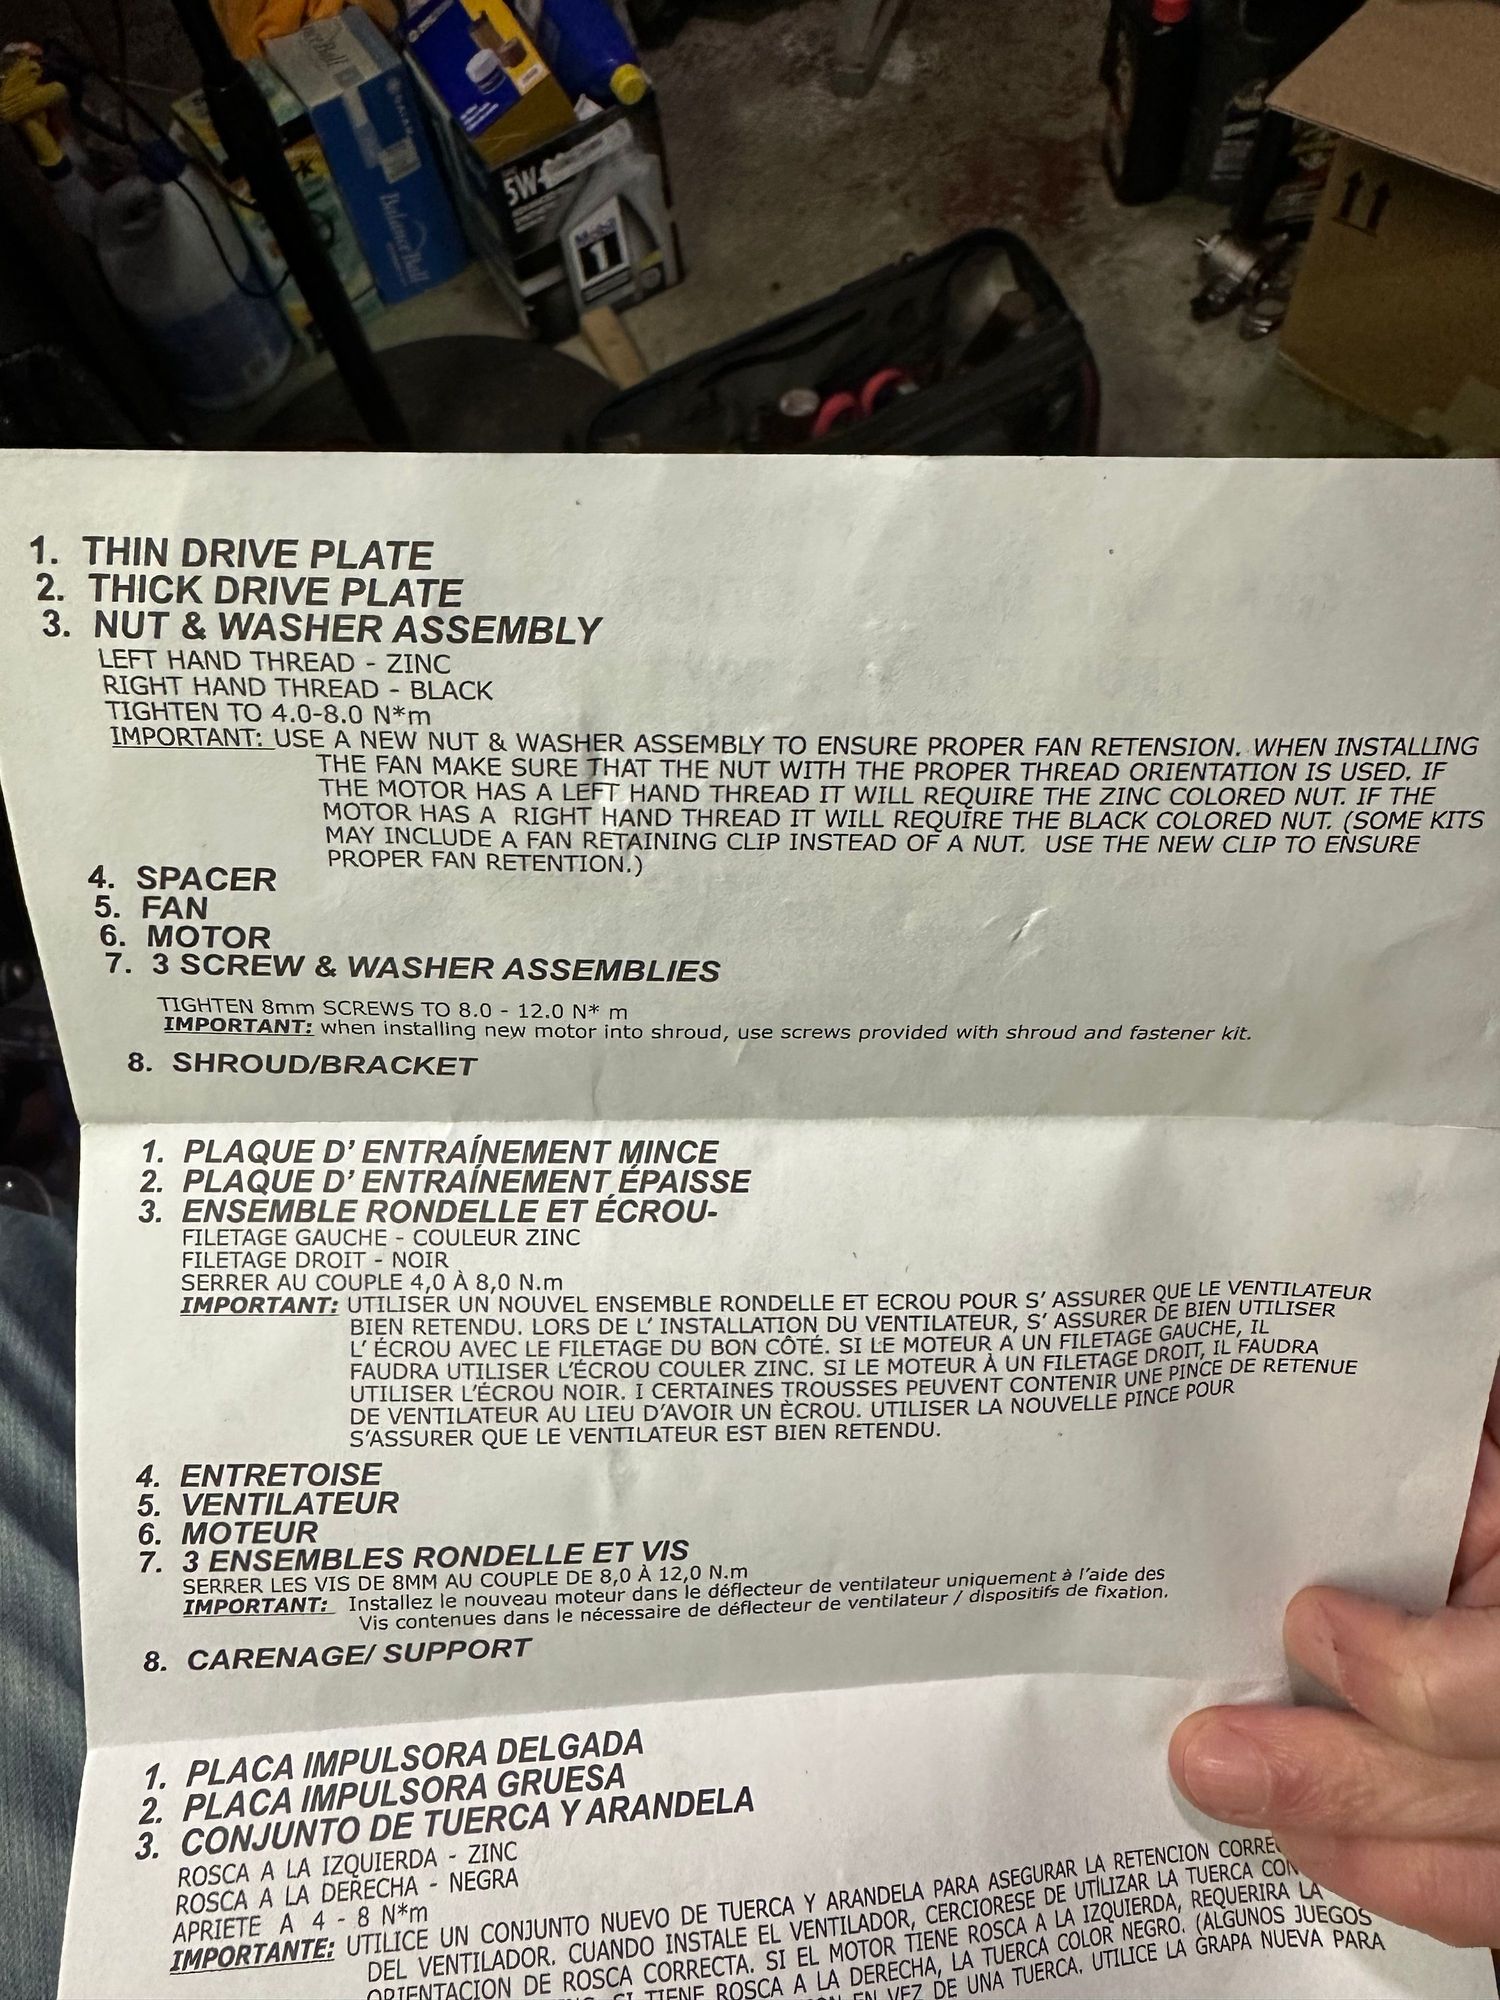 BalanceBall
BalanceBall
5W-
Mobil
1
1. THIN DRIVE PLATE
2. THICK DRIVE PLATE
3. NUT & WASHER ASSEMBLY
LEFT HAND THREAD - ZINC
RIGHT HAND THREAD - BLACK
TIGHTEN TO 4.0-8.0 N*m
IMPORTANT: USE A NEW NUT & WASHER ASSEMBLY TO ENSURE PROPER FAN RETENSION. WHEN INSTALLING
THE FAN MAKE SURE THAT THE NUT WITH THE PROPER THREAD ORIENTATION IS USED. IF
THE MOTOR HAS A LEFT HAND THREAD IT WILL REQUIRE THE ZINC COLORED NUT. IF THE
MOTOR HAS A RIGHT HAND THREAD IT WILL REQUIRE THE BLACK COLORED NUT. (SOME KITS
MAY INCLUDE A FAN RETAINING CLIP INSTEAD OF A NUT. USE THE NEW CLIP TO ENSURE
PROPER FAN RETENTION.)
4. SPACER
5. FAN
6. MOTOR
7. 3 SCREW & WASHER ASSEMBLIES
TIGHTEN 8mm SCREWS TO 8.0 - 12.0 N* m
IMPORTANT: when installing new motor into shroud, use screws provided with shroud and fastener kit.
8. SHROUD/BRACKET
1. PLAQUE D' ENTRAÍNEMENT MINCE
2. PLAQUE D' ENTRAÍNEMENT ÉPAISSE
3. ENSEMBLE RONDELLE ET ÉCROU-
FILETAGE GAUCHE - COULEUR ZINC
FILETAGE DROIT - NOIR
SERRER AU COUPLE 4,0 À 8,0 N.m
IMPORTANT: UTILISER UN NOUVEL ENSEMBLE RONDELLE ET ECROU POUR S' ASSURER QUE LE VENTILATEUR
BIEN RETENDU. LORS DE L' INSTALLATION DU VENTILATEUR, S' ASSURER DE BIEN UTILISER
L' ÉCROU AVEC LE FILETAGE DU BON CÔTÉ. SI LE MOTEUR A UN FILETAGE GAUCHE, IL
FAUDRA UTILISER L'ÉCROU COULER ZINC. SI LE MOTEUR À UN FILETAGE DROIT, IL FAUDRA
UTILISER L'ÉCROU NOIR. I CERTAINES TROUSSES PEUVENT CONTENIR UNE PINCE DE RETENUE
DE VENTILATEUR AU LIEU D'AVOIR UN ÈCROU. UTILISER LA NOUVELLE PINCE POUR
S'ASSURER QUE LE VENTILATEUR EST BIEN RETENDU.
4. ENTRETOISE
5. VENTILATEUR
6. MOTEUR
7. 3 ENSEMBLES RONDELLE ET VIS
SERRER LES VIS DE 8MM AU COUPLE DE 8,0 À 12,0 N.m
IMPORTANT: Installez le nouveau moteur dans le déflecteur de ventilateur uniquement à l'aide des
Vis contenues dans le nécessaire de déflecteur de ventilateur / dispositifs de fixation.
8. CARENAGE/ SUPPORT
1. PLACA IMPULSORA DELGADA
2. PLACA IMPULSORA GRUESA
3. CONJUNTO DE TUERCA Y ARANDELA
ROSCA A LA IZQUIERDA - ZINC
ROSCA A LA DERECHA - NEGRA
APRIETE A 4 - 8 N*m
IMPORTANTE: UTILICE UN CONJUNTO NUEVO DE TUERCA Y ARANDELA PARA ASEGURAR LA RETENCION
DEL VENTILADOR. CUANDO INSTALE EL VENTILADOR, CERCIORESE DE UTILIZAR LA TUERCA CON
ORIENTACION DE ROSCA CORRECTA. SI EL MOTOR TIENE ROSCA A LA IZQUIERDA, REQUERIRA LA
SI TIENE ROSCA A LA DERECHA, LA TUERCA COLOR NEGRO. (ALGUNOS JUEGOS
EN VEZ DE UNA TUERCA. UTILICE LA GRAPA NUEVA PARA